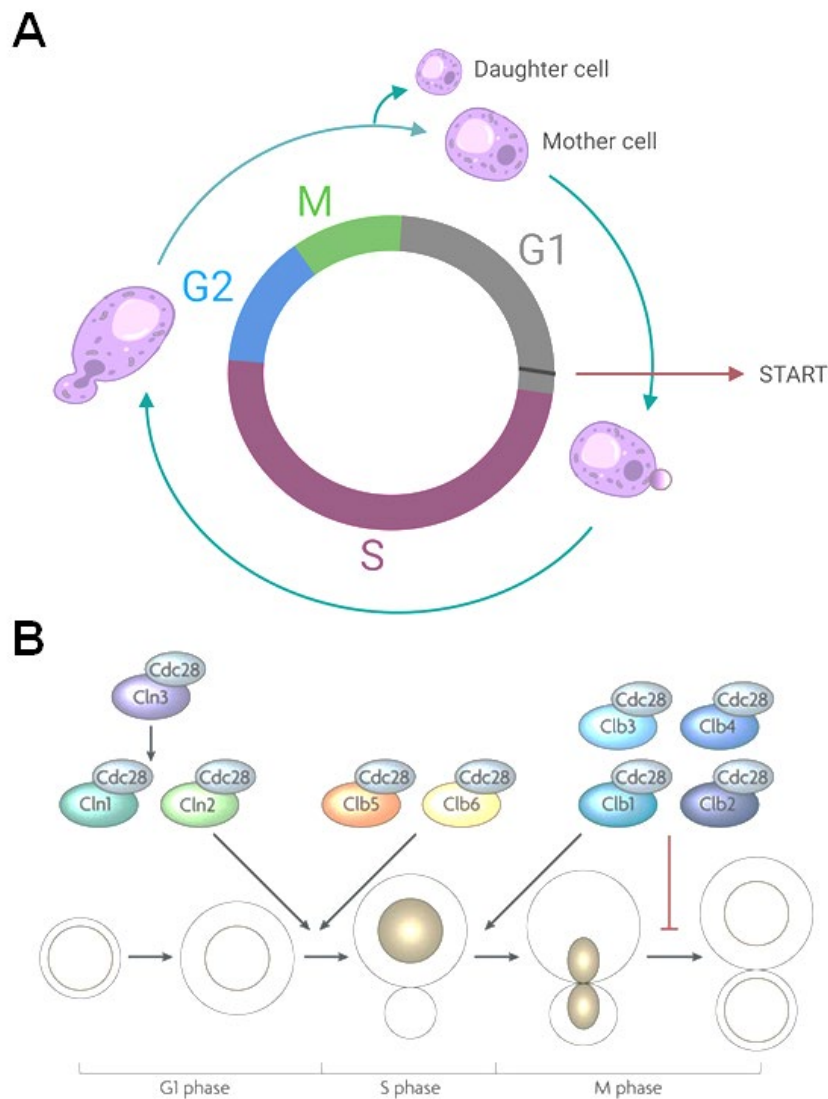 A
Daughter cell
Mother cell
M
G1
G2
START
S
B
Cdc28
Cln3
Cdc28
Cdc28
Cln1
Cln2
Cdc28
Cdc28
Clb5
Clb6
Cdc28
Cdc28
Clb3
Clb4
Cdc28
Cdc28
Clb1
Clb2
G1 phase
S phase
M phase